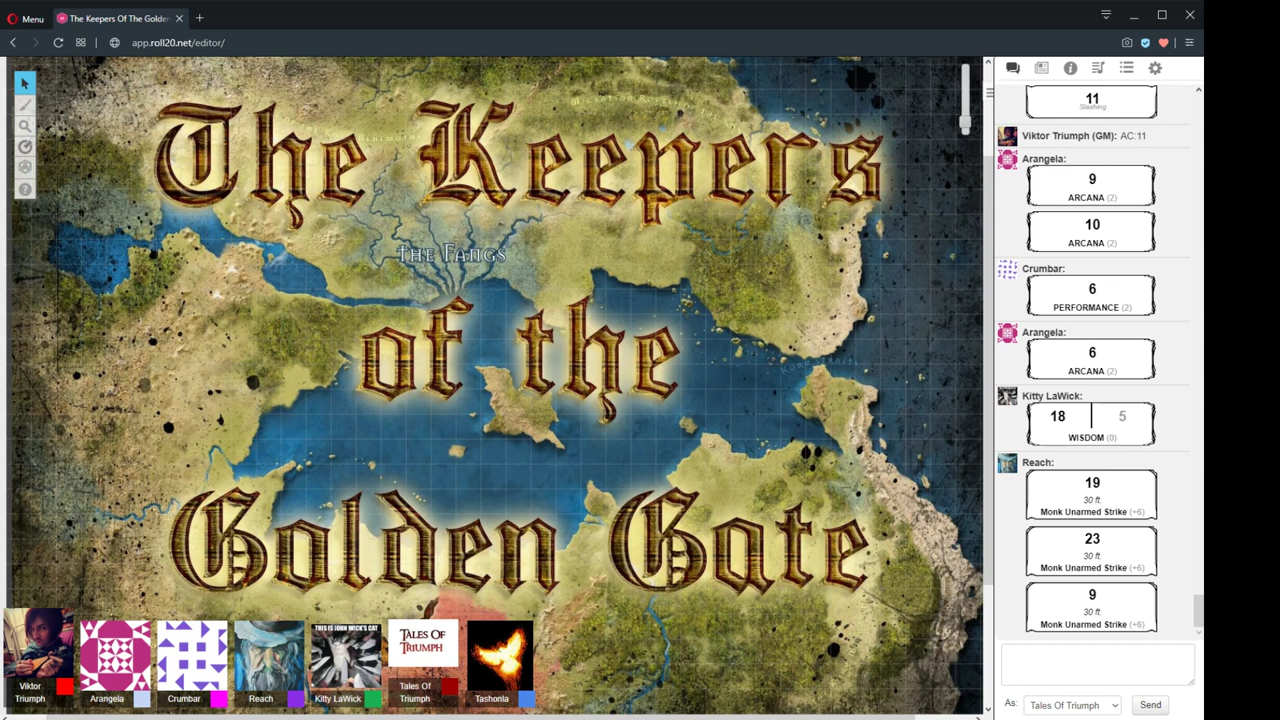 Menu
The Keepers Of The Golden
app.roll20.net/editor/
The Keepers
THE FANGS
of the
Golden Gate
11
Slashing
Viktor Triumph (GM): AC:11
Arangela:
9
ARCANA (2)
10
ARCANA (2)
Crumbar:
6
PERFORMANCE (2)
Arangela:
6
ARCANA (2)
Kitty LaWick:
18 5
WISDOM (0)
Reach:
19
30 ft.
Monk Unarmed Strike (+6)
23
30 ft.
Monk Unarmed Strike (+6)
9
30 ft.
Monk Unarmed Strike (+6)
THIS IS JOHN WICK'S CAT
TALES OF
TRIUMPH
Viktor
Triumph
Arangela
Crumbar
Reach
Kitty LaWick
Tales Of
Triumph
Tashonla
As: Tales Of Triumph Send